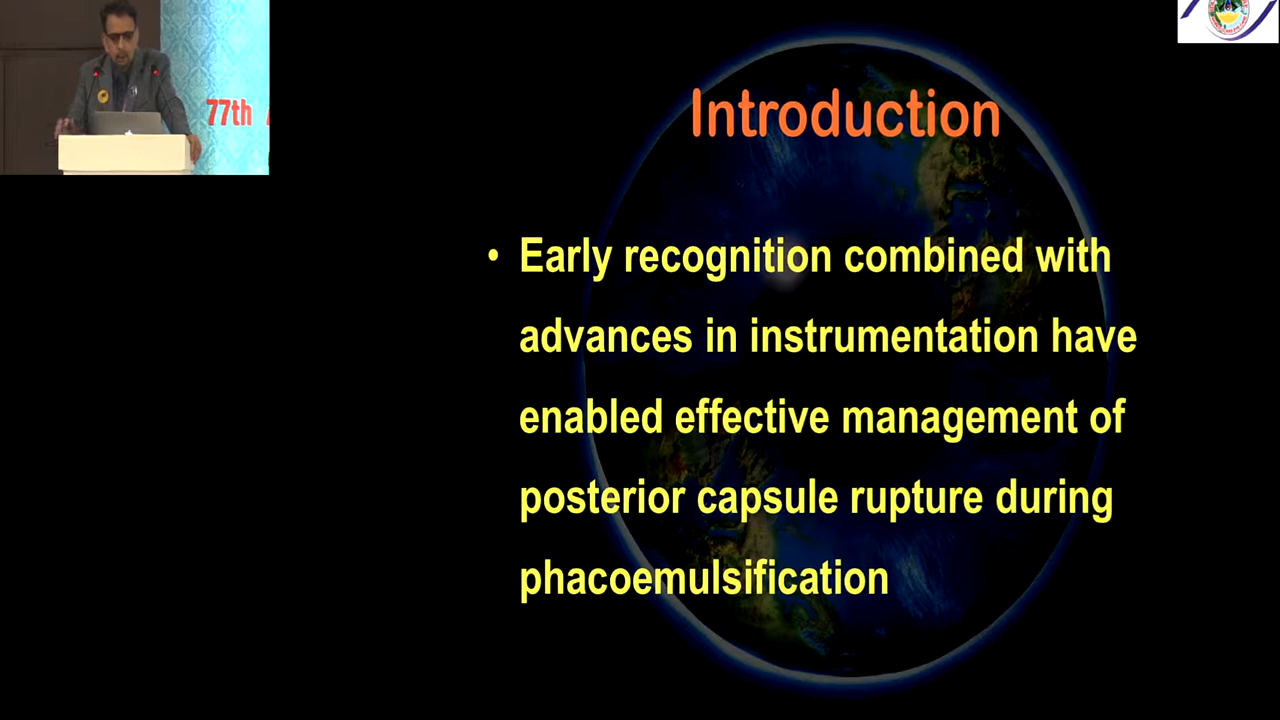 77th
Introduction
• Early recognition combined with
advances in instrumentation have
enabled effective management of
posterior capsule rupture during
phacoemulsification